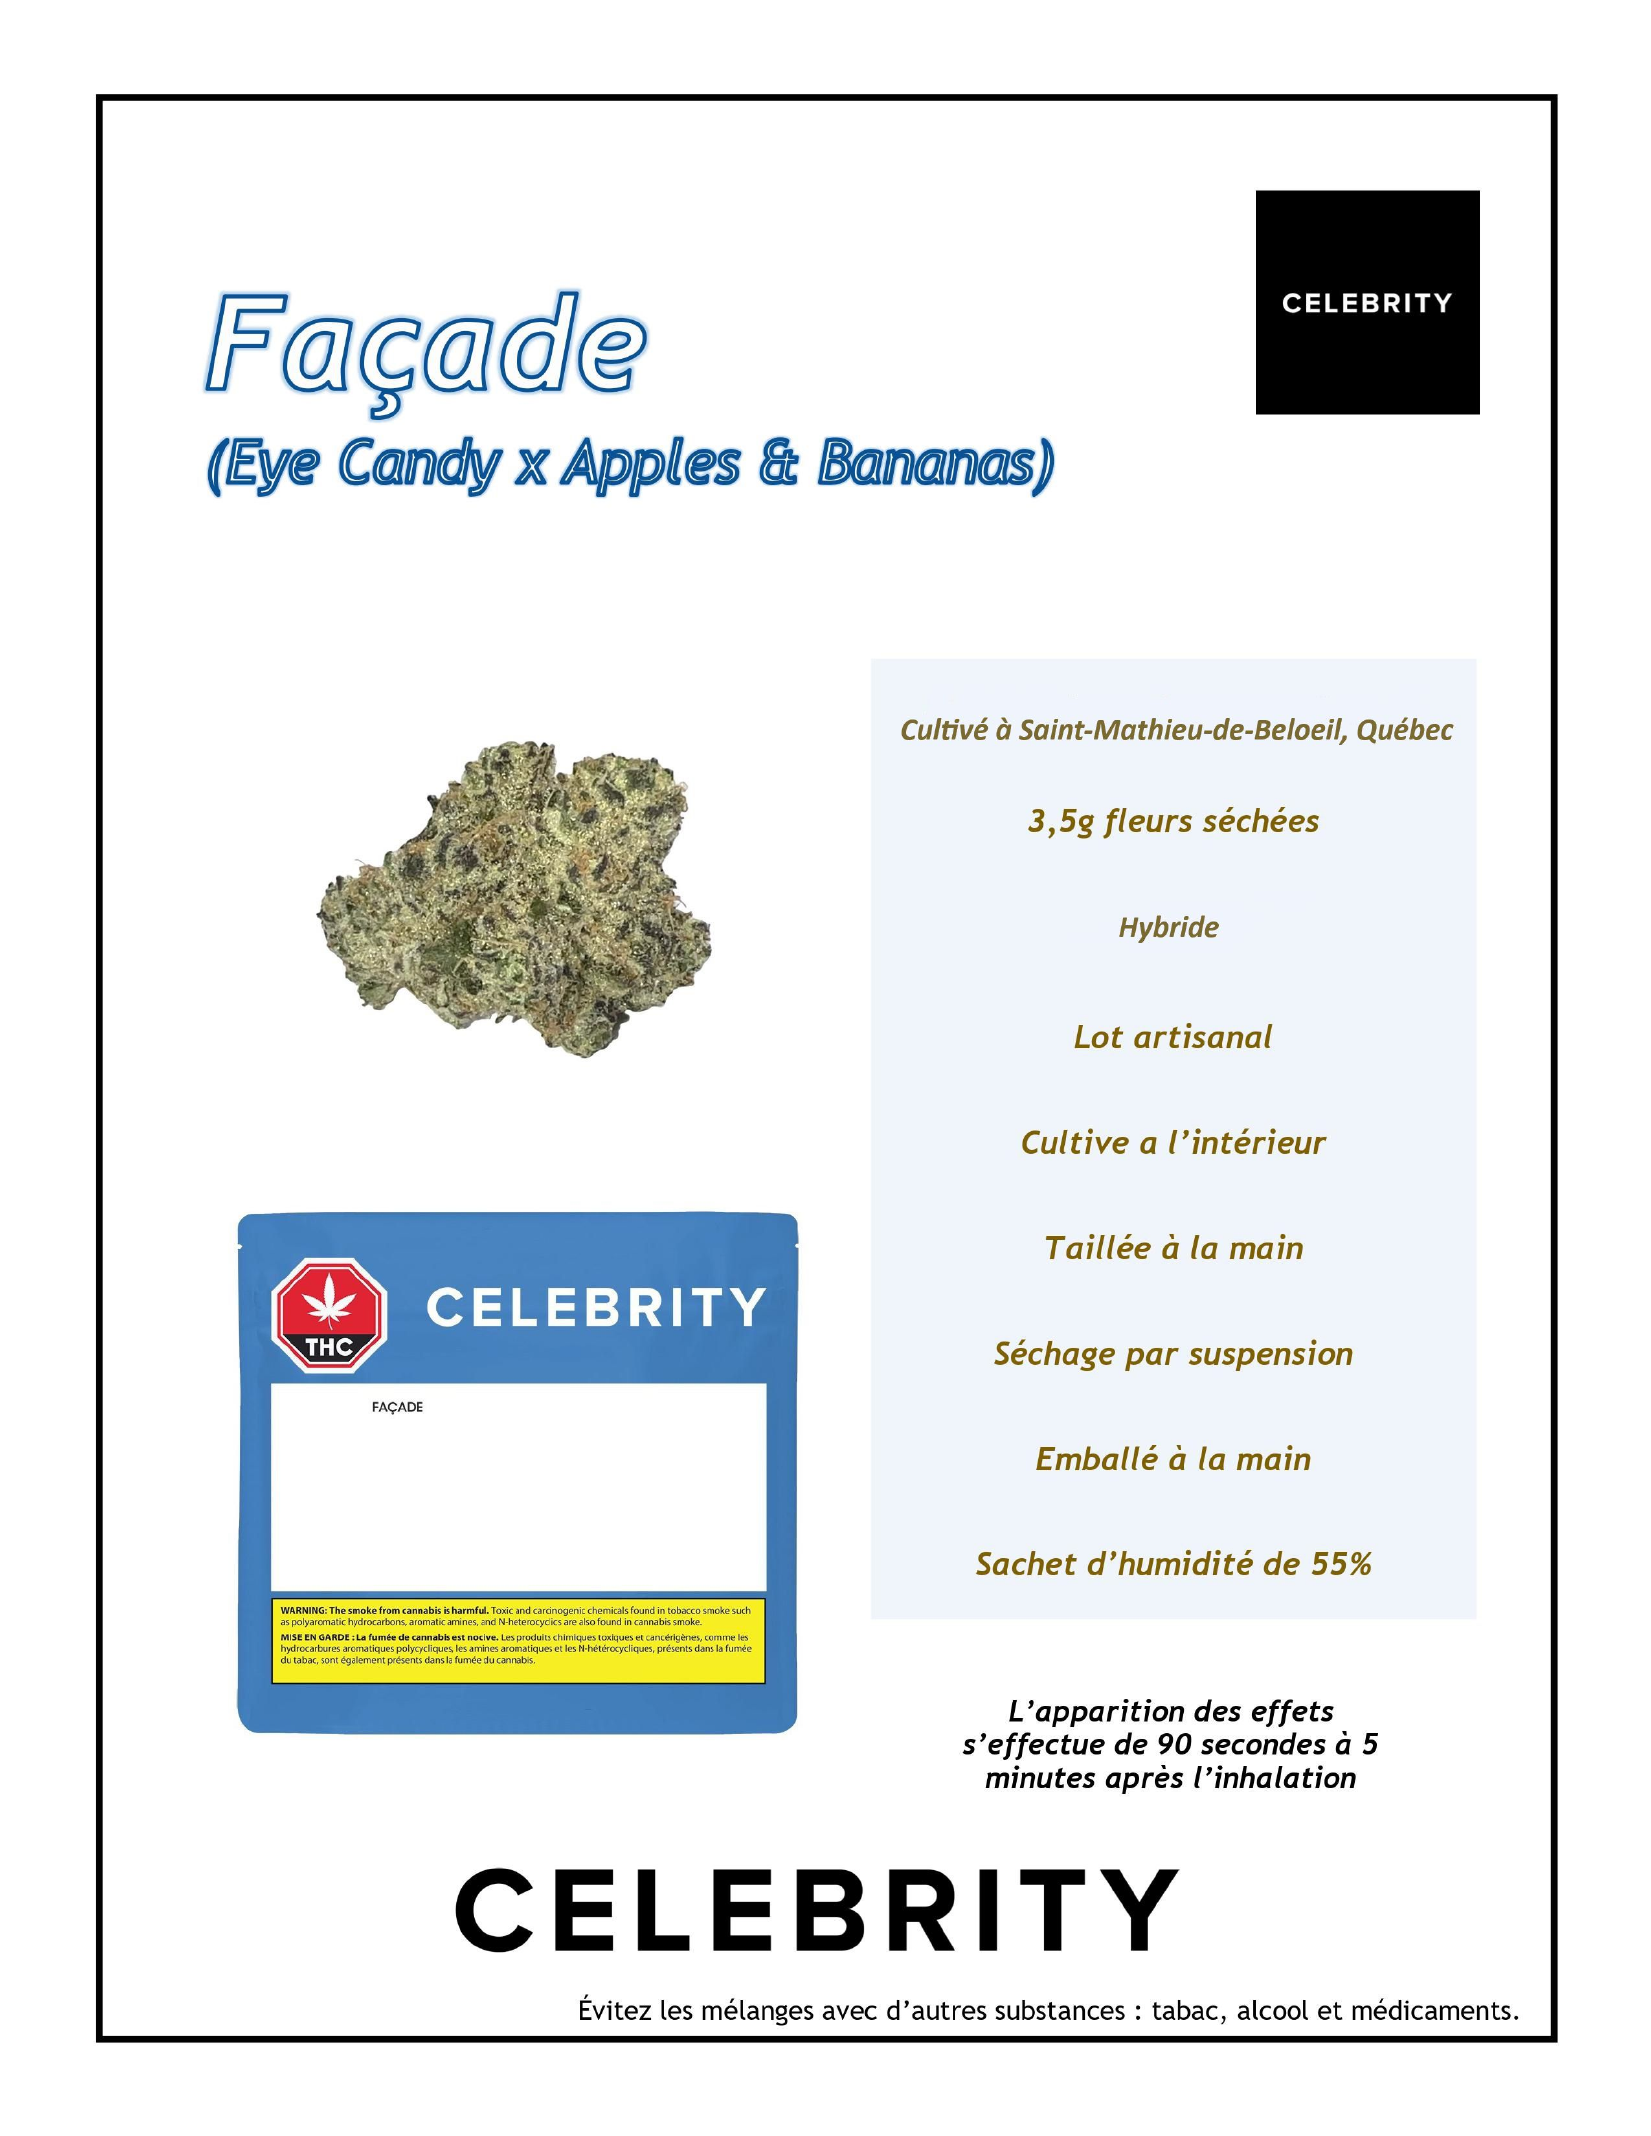 CELEBRITY
Façade
(Eye Candy x Apples & Bananas)
Cultivé à Saint-Mathieu-de-Beloeil, Québec
3,5g fleurs séchées
Hybride
Lot artisanal
Cultive a l’intérieur
Taillée à la main
Séchage par suspension
Emballé à la main
Sachet d’humidité de 55%
CELEBRITY
THC
FAÇADE
WARNING: The smoke from cannabis is harmful. Toxic and carcinogenic chemicals found in tobacco smoke such
as polyaromatic hydrocarbons, aromatic amines, and N-heterocyclics are also found in cannabis smoke.
MISE EN GARDE : La fumée de cannabis est nocive. Les produits chimiques toxiques et cancérigènes, comme les
hydrocarbures aromatiques polycycliques, les amines aromatiques et les N-hétérocycliques, présents dans la fumée
du tabac, sont également présents dans la fumée du cannabis.
L’apparition des effets
s’effectue de 90 secondes à 5
minutes après l’inhalation
CELEBRITY
Évitez les mélanges avec d’autres substances : tabac, alcool et médicaments.